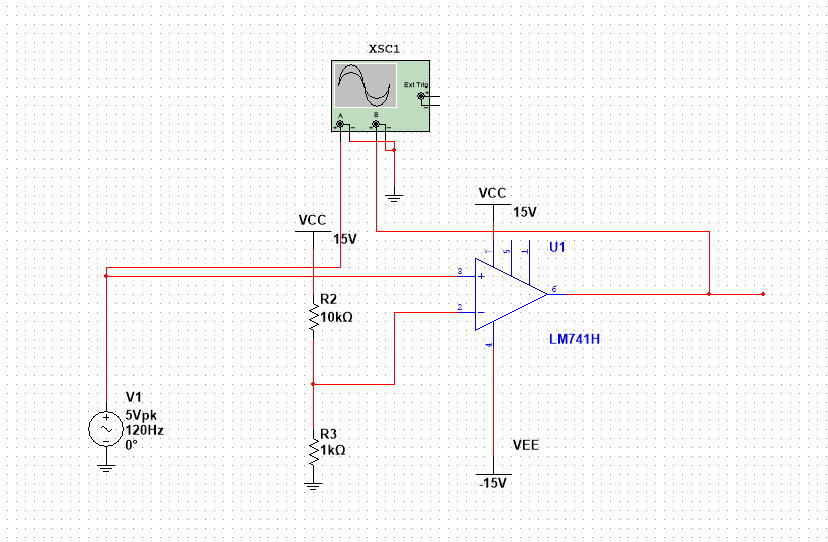 XSC1
Ext Trig
+
-
A
B
+ - + -
VCC
15V
VCC
15V
U1
7 5 1
3
+
2
-
6
4
LM741H
R2
10kΩ
V1
5Vpk
120Hz
0°
R3
1kΩ
VEE
-15V